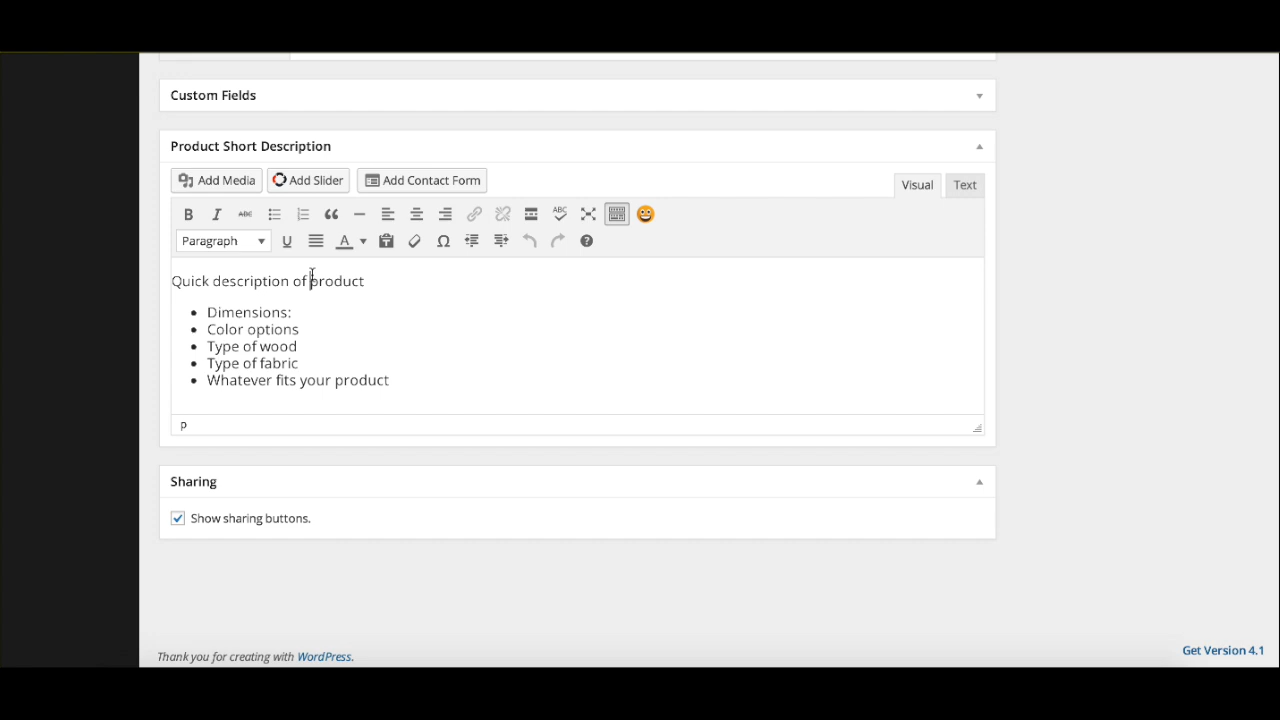 Custom Fields
Product Short Description
Add Media Add Slider Add Contact Form Visual Text
B I ABC ABC
Paragraph U A Ω ?
Quick description of product
• Dimensions:
• Color options
• Type of wood
• Type of fabric
• Whatever fits your product
p
Sharing
Show sharing buttons.
Thank you for creating with WordPress. Get Version 4.1